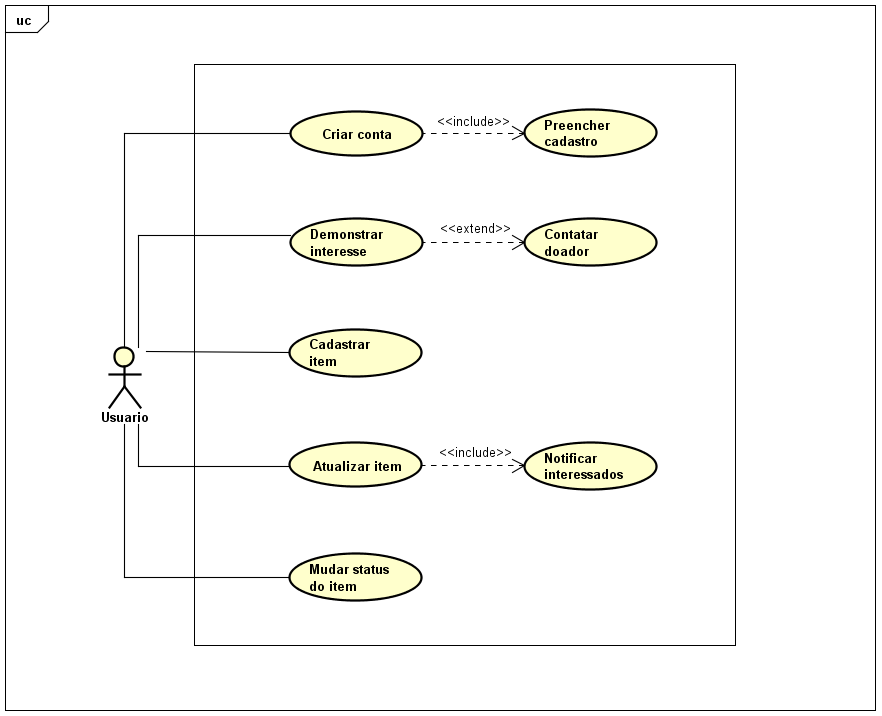 uc
Criar conta
<<include>>
Preencher
cadastro
Demonstrar
interesse
<<extend>>
Contatar
doador
Cadastrar
item
Usuario
Atualizar item
<<include>>
Notificar
interessados
Mudar status
do item